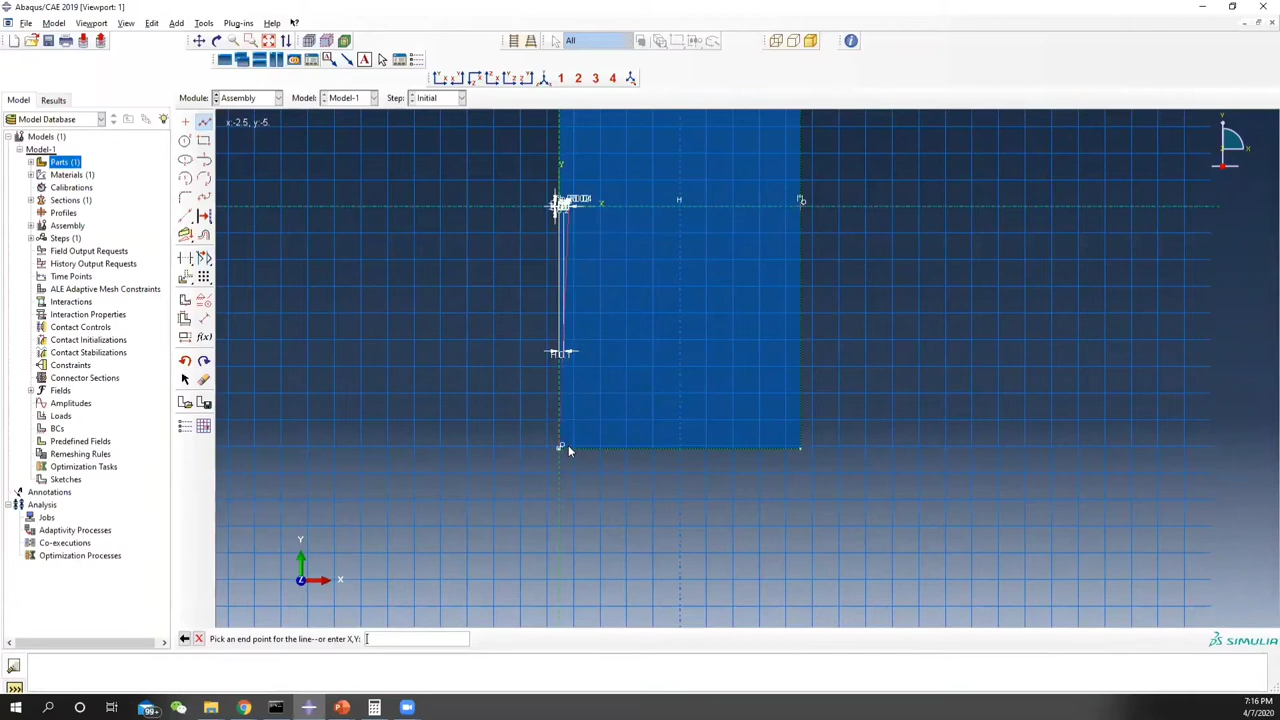 Abaqus/CAE 2019 [Viewport: 1]
File Model Viewport View Edit Add Tools Plug-ins Help
All
1 2 3 4
Model Results
Module: Assembly Model: Model-1 Step: Initial
Model Database
x:-2.5, y:-5
Models (1)
Model-1
Parts (1)
Materials (1)
Calibrations
Sections (1)
Profiles
Assembly
Steps (1)
Field Output Requests
History Output Requests
Time Points
ALE Adaptive Mesh Constraints
Interactions
Interaction Properties
Contact Controls
Contact Initializations
Contact Stabilizations
Constraints
Connector Sections
Fields
Amplitudes
Loads
BCs
Predefined Fields
Remeshing Rules
Optimization Tasks
Sketches
Annotations
Analysis
Jobs
Adaptivity Processes
Co-executions
Optimization Processes
f(x)
Y
X
H
P
Y
X
Z
Y
X
Pick an end point for the line--or enter X,Y:
SIMULIA
>>>
99+
7:16 PM
4/7/2020